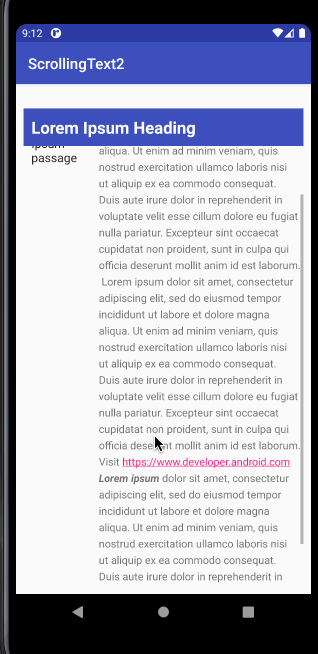 9:12
ScrollingText2
Lorem Ipsum Heading
passage
aliqua. Ut enim ad minim veniam, quis
nostrud exercitation ullamco laboris nisi
ut aliquip ex ea commodo consequat.
Duis aute irure dolor in reprehenderit in
voluptate velit esse cillum dolore eu fugiat
nulla pariatur. Excepteur sint occaecat
cupidatat non proident, sunt in culpa qui
officia deserunt mollit anim id est laborum.
Lorem ipsum dolor sit amet, consectetur
adipiscing elit, sed do eiusmod tempor
incididunt ut labore et dolore magna
aliqua. Ut enim ad minim veniam, quis
nostrud exercitation ullamco laboris nisi
ut aliquip ex ea commodo consequat.
Duis aute irure dolor in reprehenderit in
voluptate velit esse cillum dolore eu fugiat
nulla pariatur. Excepteur sint occaecat
cupidatat non proident, sunt in culpa qui
officia deserunt mollit anim id est laborum.
Visit https://www.developer.android.com
Lorem ipsum dolor sit amet, consectetur
adipiscing elit, sed do eiusmod tempor
incididunt ut labore et dolore magna
aliqua. Ut enim ad minim veniam, quis
nostrud exercitation ullamco laboris nisi
ut aliquip ex ea commodo consequat.
Duis aute irure dolor in reprehenderit in